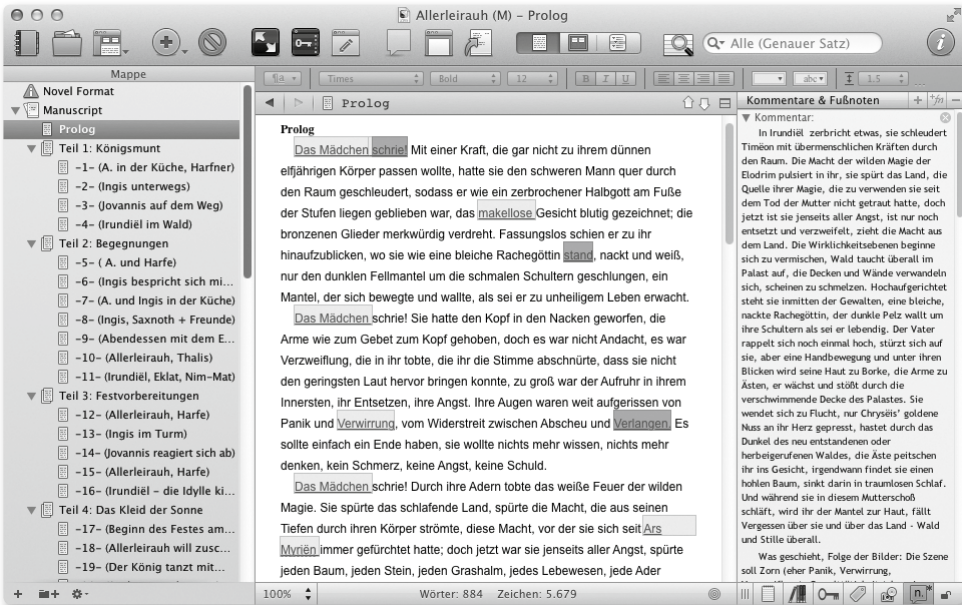 Allerleirauh (M) – Prolog
Alle (Genauer Satz)
Mappe
Novel Format
Manuscript
Prolog
Teil 1: Königsmunt
-1- (A. in der Küche, Harfner)
-2- (Ingis unterwegs)
-3- (Jovannis auf dem Weg)
-4- (Irundiël im Wald)
Teil 2: Begegnungen
-5- ( A. und Harfe)
-6- (Ingis bespricht sich mi...
-7- (A. und Ingis in der Küche)
-8- (Ingis, Saxnoth + Freunde)
-9- (Abendessen mit dem E...
-10- (Allerleirauh, Thalis)
-11- (Irundiël, Eklat, Nim-Mat)
Teil 3: Festvorbereitungen
-12- (Allerleirauh, Harfe)
-13- (Ingis im Turm)
-14- (Jovannis reagiert sich ab)
-15- (Allerleirauh, Harfe)
-16- (Irundiël - die Idylle ki...
Teil 4: Das Kleid der Sonne
-17- (Beginn des Festes am...
-18- (Allerleirauh will zusc...
-19- (Der König tanzt mit...
¶a
Times
Bold
12
B I U
abc
1.5
Prolog
Prolog
Das Mädchen schrie! Mit einer Kraft, die gar nicht zu ihrem dünnen
elfjährigen Körper passen wollte, hatte sie den schweren Mann quer durch
den Raum geschleudert, sodass er wie ein zerbrochener Halbgott am Fuße
der Stufen liegen geblieben war, das makellose Gesicht blutig gezeichnet; die
bronzenen Glieder merkwürdig verdreht. Fassungslos schien er zu ihr
hinaufzublicken, wo sie wie eine bleiche Rachegöttin stand, nackt und weiß,
nur den dunklen Fellmantel um die schmalen Schultern geschlungen, ein
Mantel, der sich bewegte und wallte, als sei er zu unheiligem Leben erwacht.
Das Mädchen schrie! Sie hatte den Kopf in den Nacken geworfen, die
Arme wie zum Gebet zum Kopf gehoben, doch es war nicht Andacht, es war
Verzweiflung, die in ihr tobte, die ihr die Stimme abschnürte, dass sie nicht
den geringsten Laut hervor bringen konnte, zu groß war der Aufruhr in ihrem
Innersten, ihr Entsetzen, ihre Angst. Ihre Augen waren weit aufgerissen von
Panik und Verwirrung, vom Widerstreit zwischen Abscheu und Verlangen. Es
sollte einfach ein Ende haben, sie wollte nichts mehr wissen, nichts mehr
denken, kein Schmerz, keine Angst, keine Schuld.
Das Mädchen schrie! Durch ihre Adern tobte das weiße Feuer der wilden
Magie. Sie spürte das schlafende Land, spürte die Macht, die aus seinen
Tiefen durch ihren Körper strömte, diese Macht, vor der sie sich seit Ars
Myriën immer gefürchtet hatte; doch jetzt war sie jenseits aller Angst, spürte
jeden Baum, jeden Stein, jeden Grashalm, jedes Lebewesen, jede Ader
100%
Wörter: 884 Zeichen: 5.679
Kommentare & Fußnoten
+ *fn −
Kommentar:
In Irundiël zerbricht etwas, sie schleudert
Timëon mit übermenschlichen Kräften durch
den Raum. Die Macht der wilden Magie der
Elodrim pulsiert in ihr, sie spürt das Land, die
Quelle ihrer Magie, die zu verwenden sie seit
dem Tod der Mutter nicht getraut hatte, doch
jetzt ist sie jenseits aller Angst, ist nur noch
entsetzt und verzweifelt, zieht die Macht aus
dem Land. Die Wirklichkeitsebenen beginne
sich zu vermischen, Wald taucht überall im
Palast auf, die Decken und Wände verwandeln
sich, scheinen zu schmelzen. Hochaufgerichtet
steht sie inmitten der Gewalten, eine bleiche,
nackte Rachegöttin, der dunkle Pelz wallt um
ihre Schultern als sei er lebendig. Der Vater
rappelt sich noch einmal hoch, stürzt sich auf
sie, aber eine Handbewegung und unter ihren
Blicken wird seine Haut zu Borke, die Arme zu
Ästen, er wächst und stößt durch die
verschwimmende Decke des Palastes. Sie
wendet sich zu Flucht, nur Chrysëis' goldene
Nuss an ihr Herz gepresst, hastet durch das
Dunkel des neu entstandenen oder
herbeigerufenen Waldes, die Äste peitschen
ihr ins Gesicht, irgendwann findet sie einen
hohlen Baum, sinkt darin in traumlosen Schlaf.
Und während sie in diesem Mutterschoß
schläft, wird ihr der Mantel zur Haut, fällt
Vergessen über sie und über das Land - Wald
und Stille überall.
Was geschieht, Folge der Bilder: Die Szene
soll Zorn (eher Panik, Verwirrung,
n.*